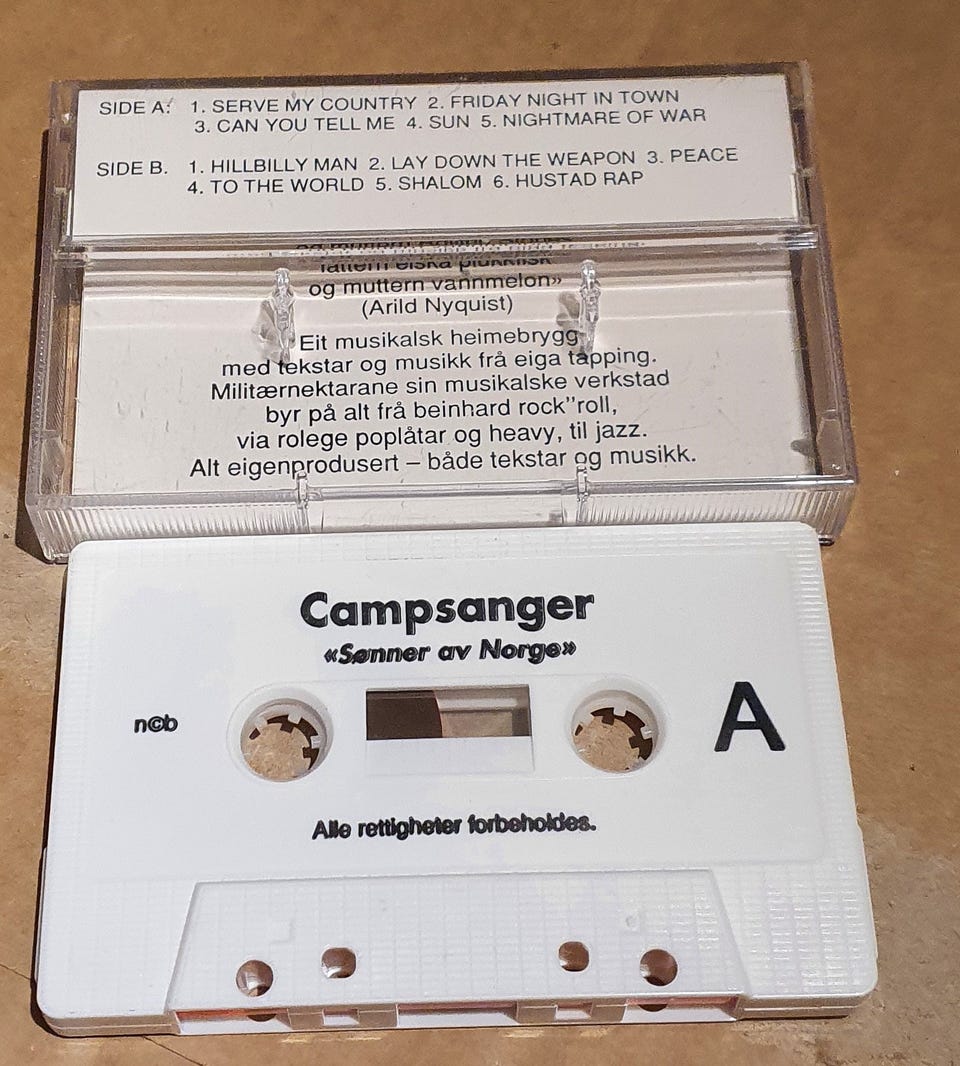 SIDE A: 1. SERVE MY COUNTRY 2. FRIDAY NIGHT IN TOWN
3. CAN YOU TELL ME 4. SUN 5. NIGHTMARE OF WAR
SIDE B. 1. HILLBILLY MAN 2. LAY DOWN THE WEAPON 3. PEACE
4. TO THE WORLD 5. SHALOM 6. HUSTAD RAP
fattern elska plukkfisk
og muttern vannmelon»
(Arild Nyquist)
Eit musikalsk heimebrygg
med tekstar og musikk frå eiga tapping.
Militærnektarane sin musikalske verkstad
byr på alt frå beinhard rock"roll,
via rolege poplåtar og heavy, til jazz.
Alt eigenprodusert – både tekstar og musikk.
Campsanger
«Sønner av Norge»
n©b
A
Alle rettigheter forbeholdes.